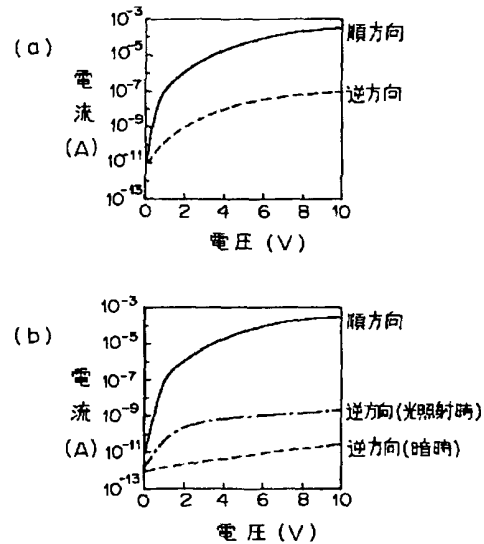 (a)
10⁻³
10⁻⁵
10⁻⁷
10⁻⁹
10⁻¹¹
10⁻¹³
電流
(A)
順方向
逆方向
0 2 4 6 8 10
電圧 (V)
(b)
10⁻³
10⁻⁵
10⁻⁷
10⁻⁹
10⁻¹¹
10⁻¹³
電流
(A)
順方向
逆方向(光照射時)
逆方向(暗時)
0 2 4 6 8 10
電圧 (V)